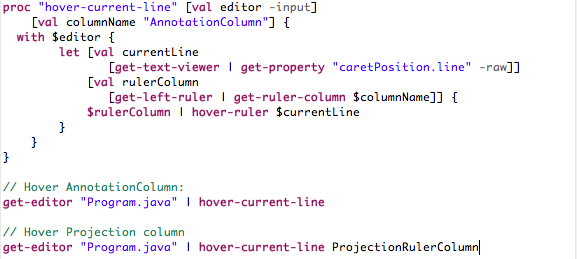 proc "hover-current-line" [val editor -input]
[val columnName "AnnotationColumn"] {
with $editor {
let [val currentLine
[get-text-viewer | get-property "caretPosition.line" -raw]]
[val rulerColumn
[get-left-ruler | get-ruler-column $columnName]] {
$rulerColumn | hover-ruler $currentLine
}
}
}
// Hover AnnotationColumn:
get-editor "Program.java" | hover-current-line
// Hover Projection column
get-editor "Program.java" | hover-current-line ProjectionRulerColumn